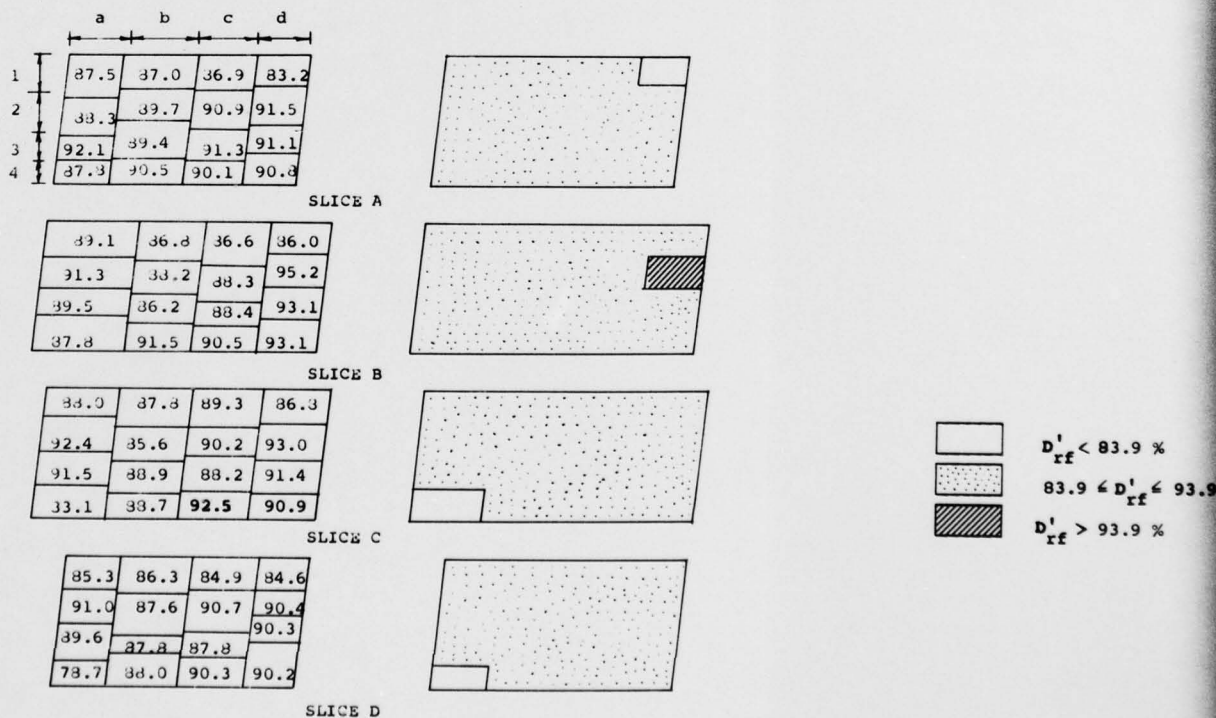 a b c d
1 87.5 87.0 86.9 83.2
2 88.3 89.7 90.9 91.5
3 92.1 89.4 91.3 91.1
4 87.8 90.5 90.1 90.8
SLICE A
89.1 86.8 86.6 86.0
91.3 88.2 88.3 95.2
89.5 86.2 88.4 93.1
87.8 91.5 90.5 93.1
SLICE B
88.0 87.8 89.3 86.3
92.4 85.6 90.2 93.0
91.5 88.9 88.2 91.4
83.1 88.7 92.5 90.9
SLICE C
85.3 86.3 84.9 84.6
91.0 87.6 90.7 90.4
89.6 87.8 87.8 90.3
78.7 88.0 90.3 90.2
SLICE D
D'rf < 83.9 %
83.9 ≤ D'rf ≤ 93.9
D'rf > 93.9 %